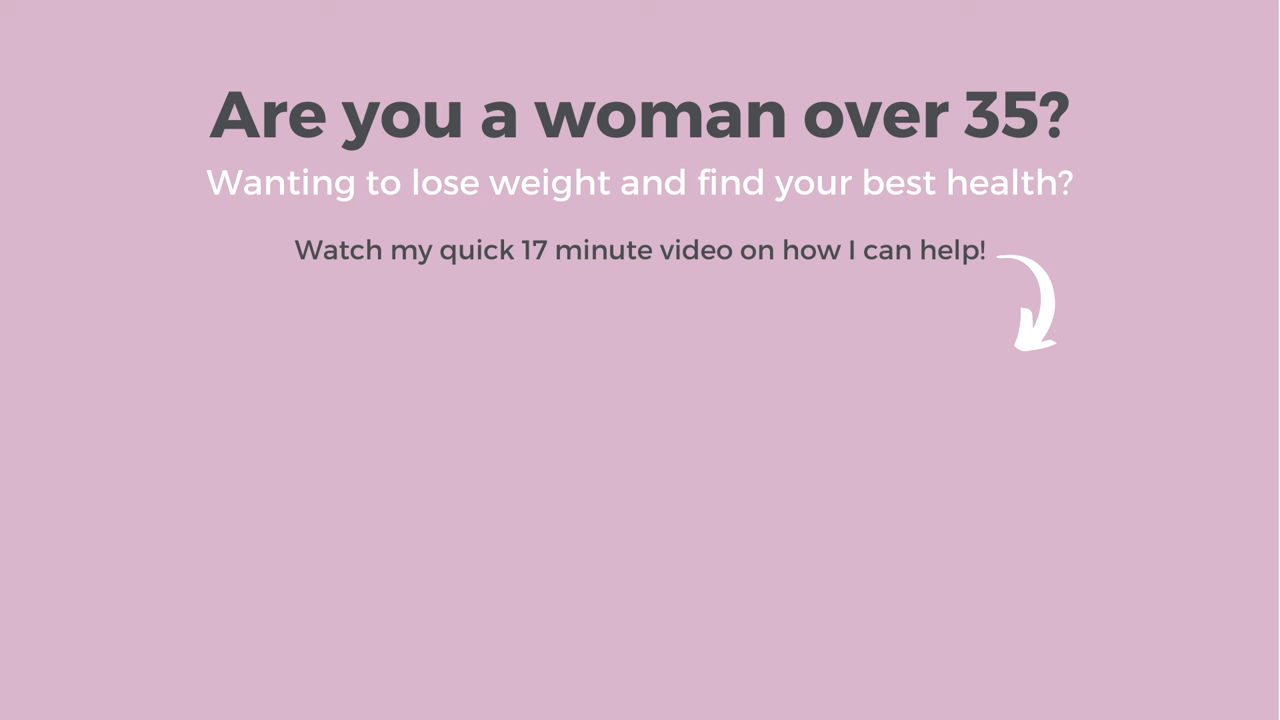 Are you a woman over 35?
Wanting to lose weight and find your best health?
Watch my quick 17 minute video on how I can help!